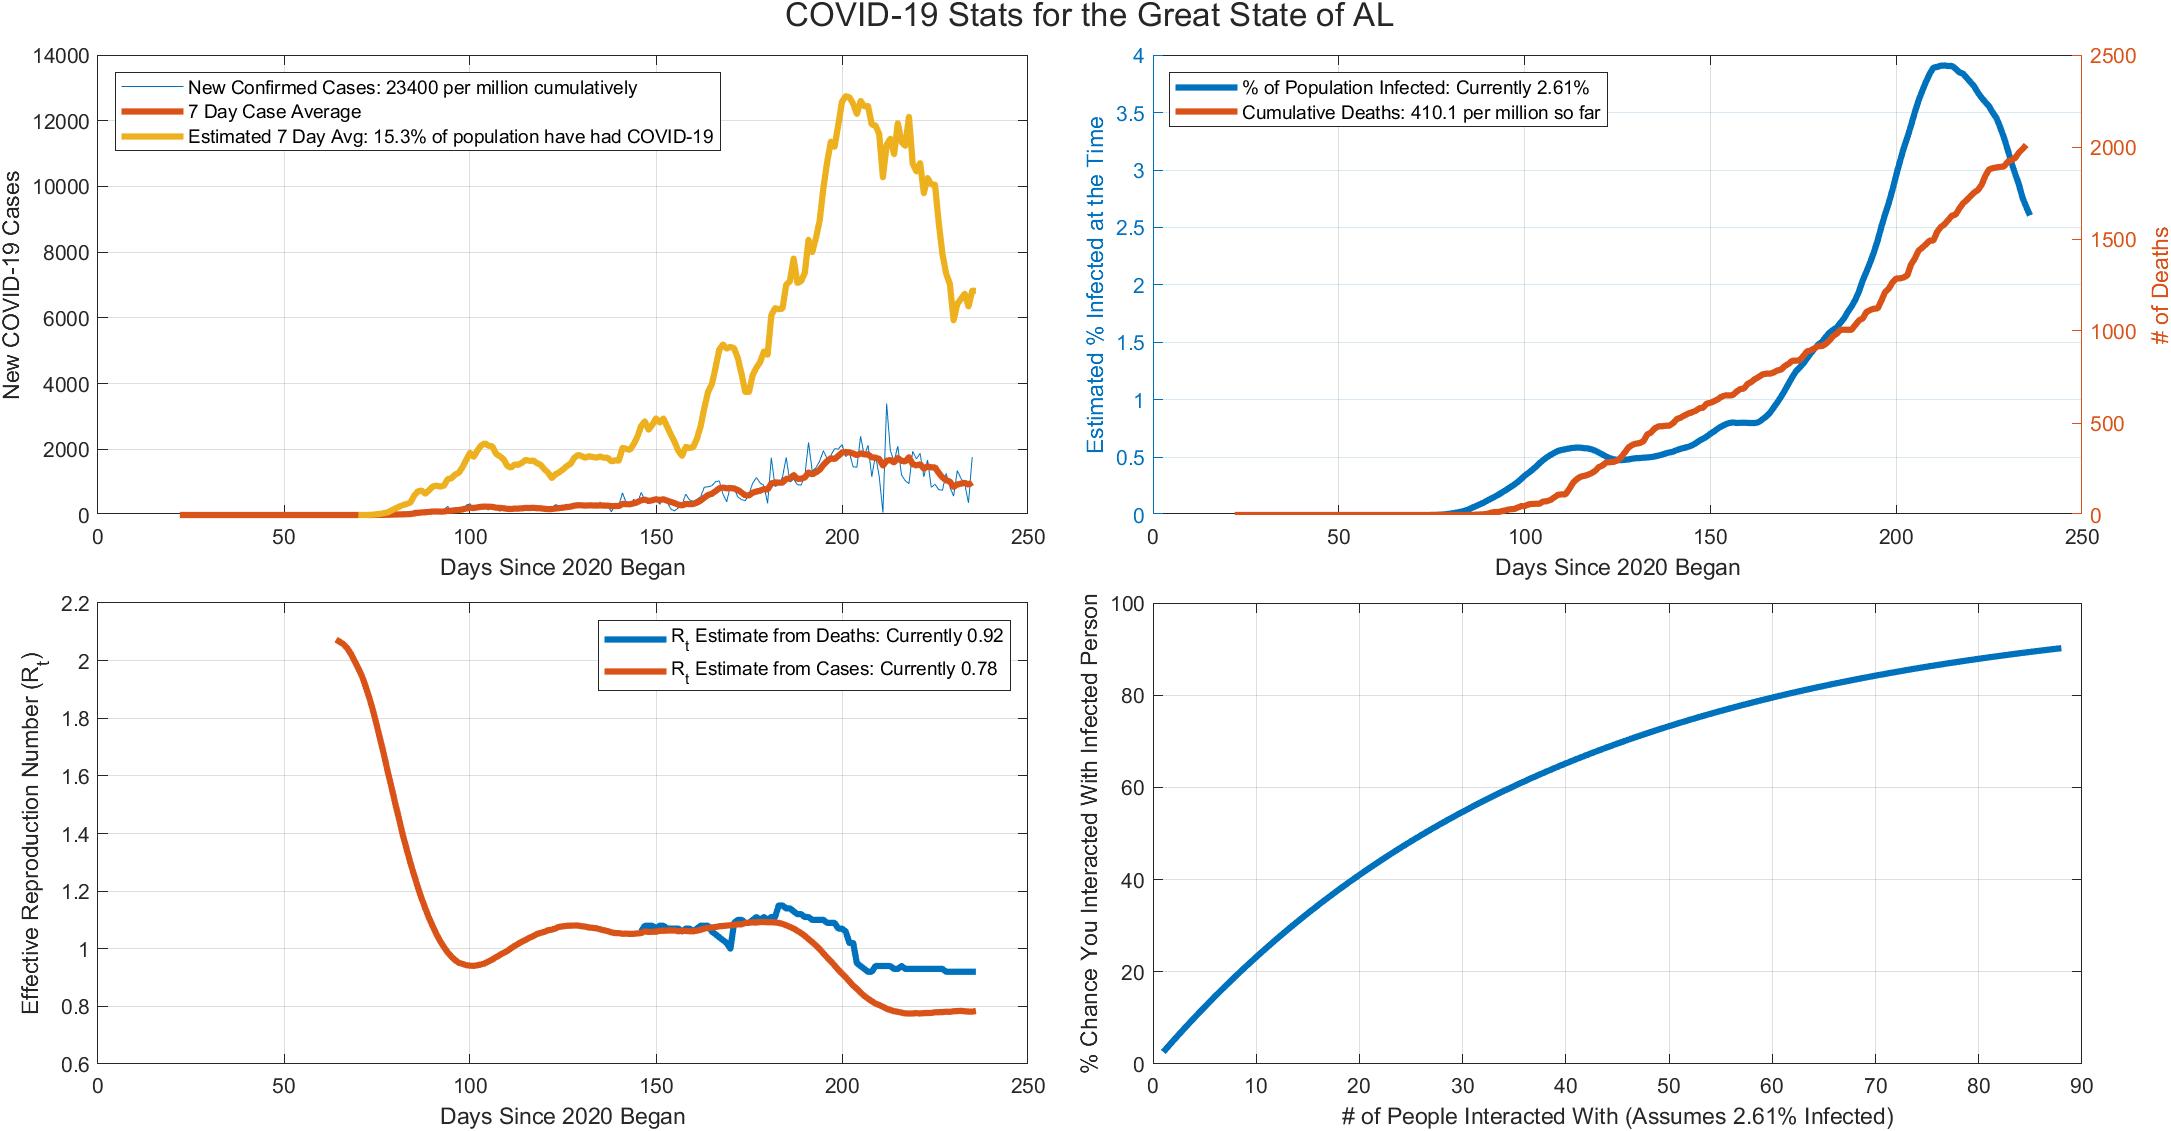 COVID-19 Stats for the Great State of AL
New COVID-19 Cases
14000
12000
10000
8000
6000
4000
2000
0
New Confirmed Cases: 23400 per million cumulatively
7 Day Case Average
Estimated 7 Day Avg: 15.3% of population have had COVID-19
0 50 100 150 200 250
Days Since 2020 Began
Estimated % Infected at the Time
4
3.5
3
2.5
2
1.5
1
0.5
0
% of Population Infected: Currently 2.61%
Cumulative Deaths: 410.1 per million so far
2500
2000
1500
1000
500
0
# of Deaths
0 50 100 150 200 250
Days Since 2020 Began
Effective Reproduction Number (Rt)
2.2
2
1.8
1.6
1.4
1.2
1
0.8
0.6
Rt Estimate from Deaths: Currently 0.92
Rt Estimate from Cases: Currently 0.78
0 50 100 150 200 250
Days Since 2020 Began
% Chance You Interacted With Infected Person
100
80
60
40
20
0
0 10 20 30 40 50 60 70 80 90
# of People Interacted With (Assumes 2.61% Infected)